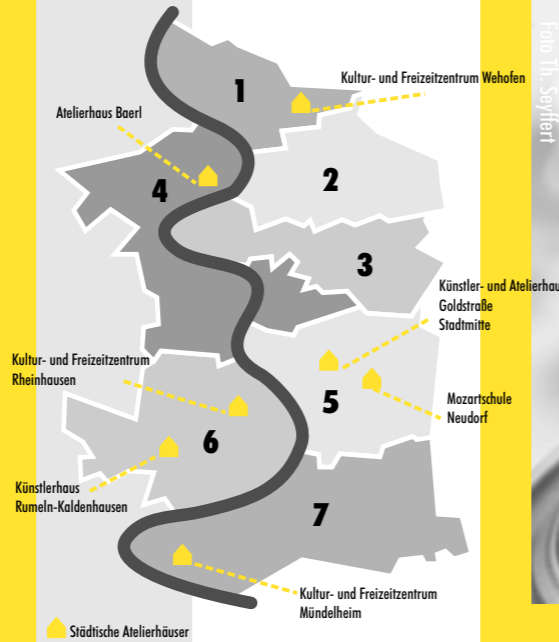 Foto Th. Seyffert
1
Kultur- und Freizeitzentrum Wehofen
Atelierhaus Baerl
4
2
3
Künstler- und Atelierhau
Goldstraße
Stadtmitte
Kultur- und Freizeitzentrum
Rheinhausen
5
Mozartschule
Neudorf
6
Künstlerhaus
Rumeln-Kaldenhausen
7
Kultur- und Freizeitzentrum
Mündelheim
Städtische Atelierhäuser